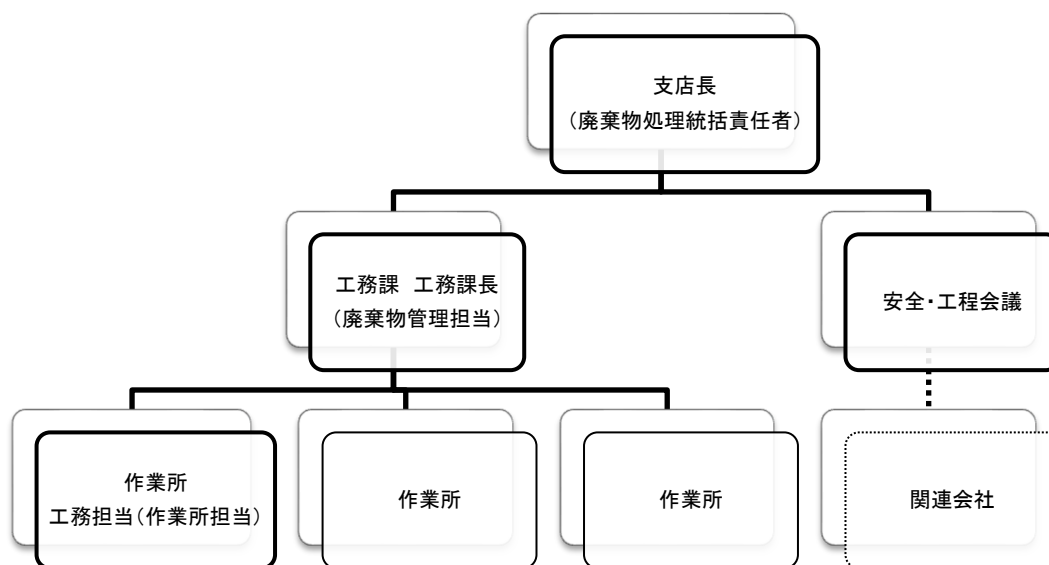 支店長
（廃棄物処理統括責任者）
工務課　工務課長
（廃棄物管理担当）
安全・工程会議
作業所
工務担当（作業所担当）
作業所
作業所
関連会社